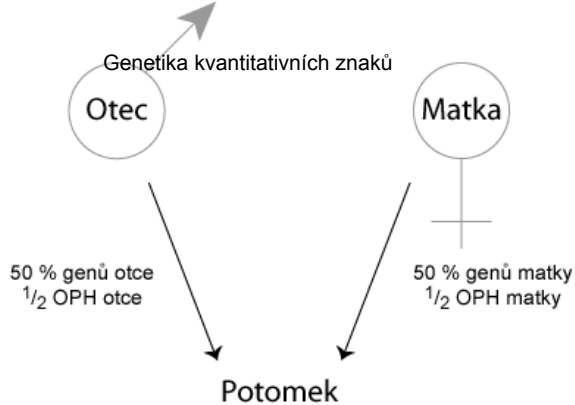 Genetika kvantitativních znaků
Otec
Matka
50 % genů otce
1/2 OPH otce
50 % genů matky
1/2 OPH matky
Potomek